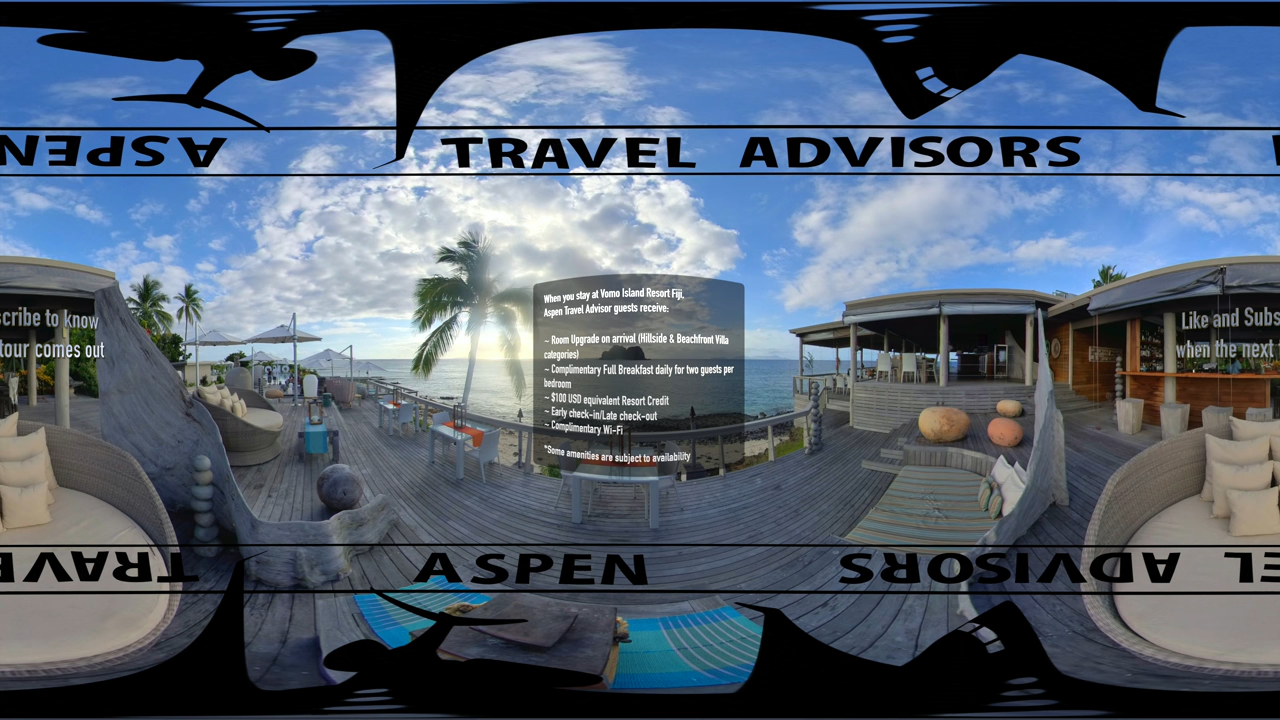 ASPEN
TRAVEL ADVISORS
When you stay at Vomo Island Resort Fiji,
Aspen Travel Advisor guests receive:
~ Room Upgrade on arrival (Hillside & Beachfront Villa
categories)
~ Complimentary Full Breakfast daily for two guests per
bedroom
~ $100 USD equivalent Resort Credit
~ Early check-in/Late check-out
~ Complimentary Wi-Fi
*Some amenities are subject to availability
scribe to know
tour comes out
Like and Subs
when the next
TRAVE
ASPEN
ADVISORS
EL